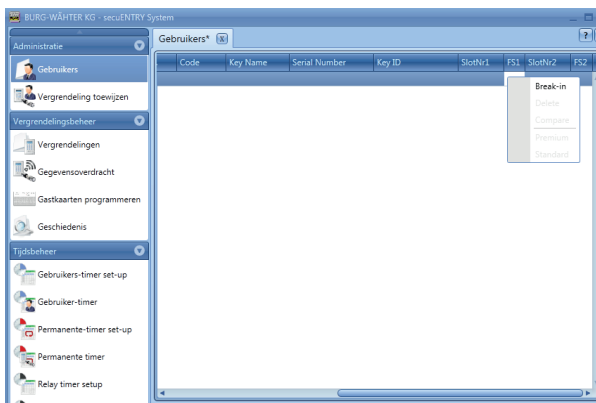 BURG-WÄHTER KG - secuENTRY System
Administratie
Gebruikers
Vergrendeling toewijzen
Vergrendelingsbeheer
Vergrendelingen
Gegevensoverdracht
Gastkaarten programmeren
Geschiedenis
Tijdsbeheer
Gebruikers-timer set-up
Gebruiker-timer
Permanente-timer set-up
Permanente timer
Relay timer setup
Gebruikers*
Code Key Name Serial Number Key ID SlotNr1 FS1 SlotNr2 FS2
Break-in
Delete
Compare
Premium
Standard